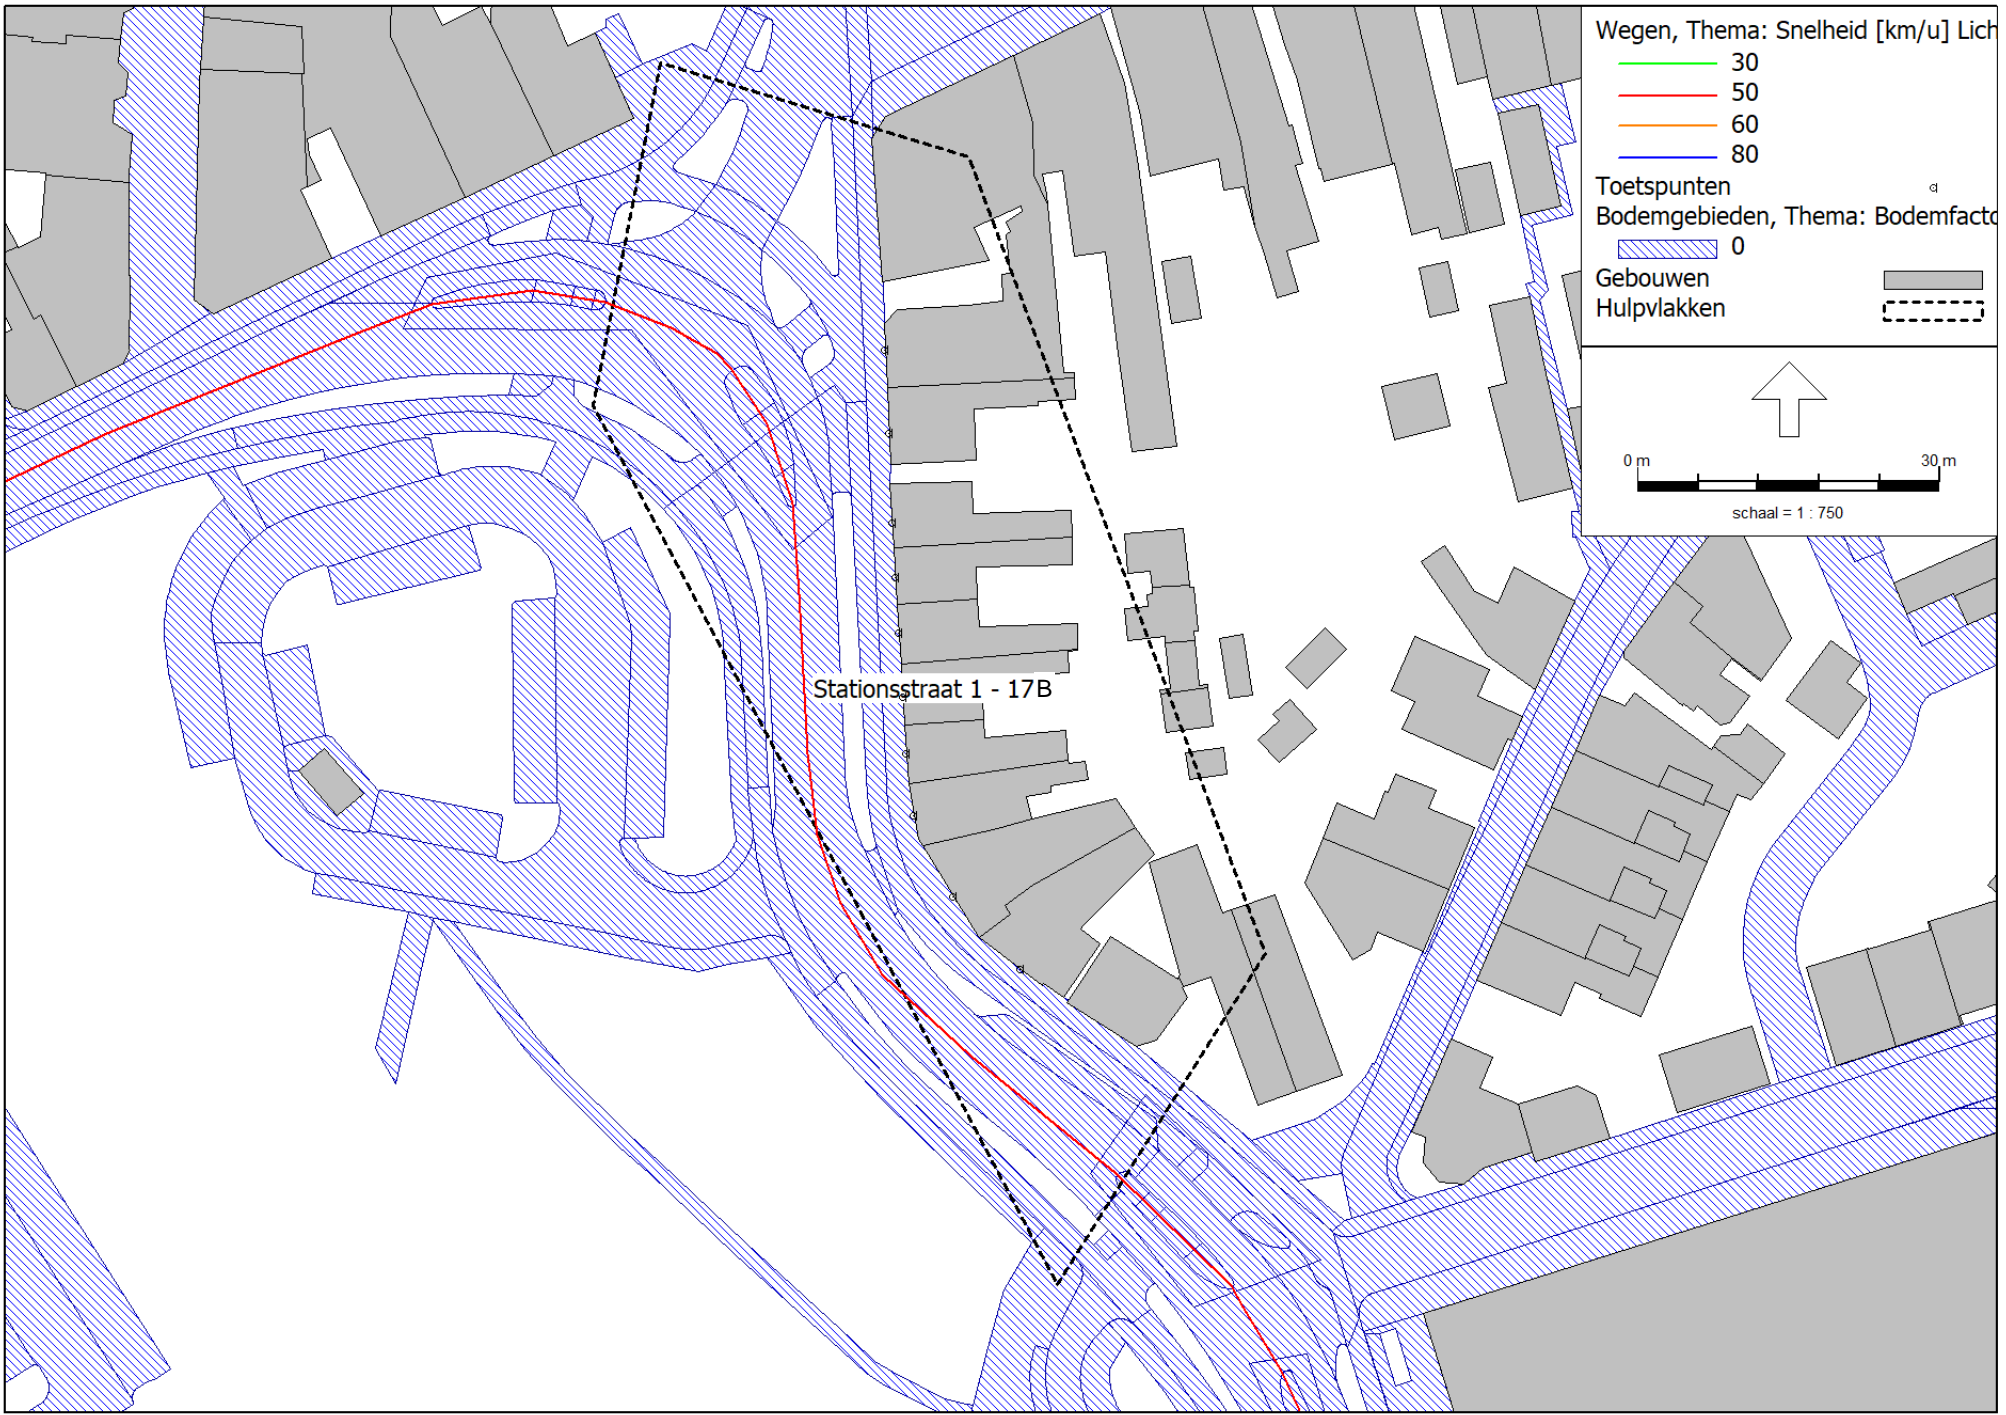 Wegen, Thema: Snelheid [km/u] Lich
30
50
60
80
Toetspunten
Bodemgebieden, Thema: Bodemfacto
0
Gebouwen
Hulpvlakken
0 m 30 m
schaal = 1 : 750
Stationsstraat 1 - 17B